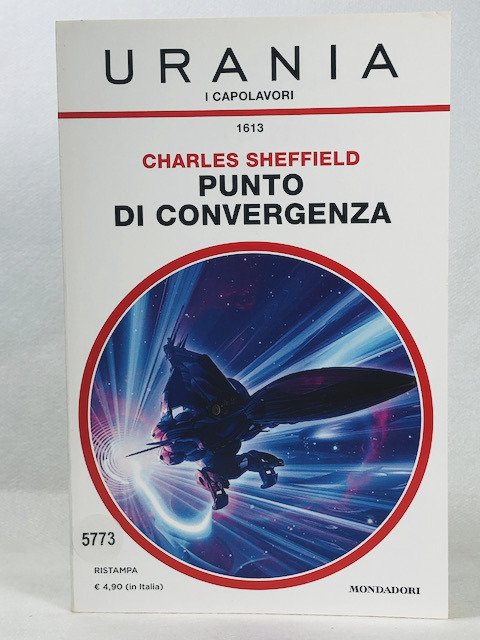 URANIA
I CAPOLAVORI
1613
CHARLES SHEFFIELD
PUNTO
DI CONVERGENZA
5773
RISTAMPA
€ 4,90 (in Italia)
MONDADORI